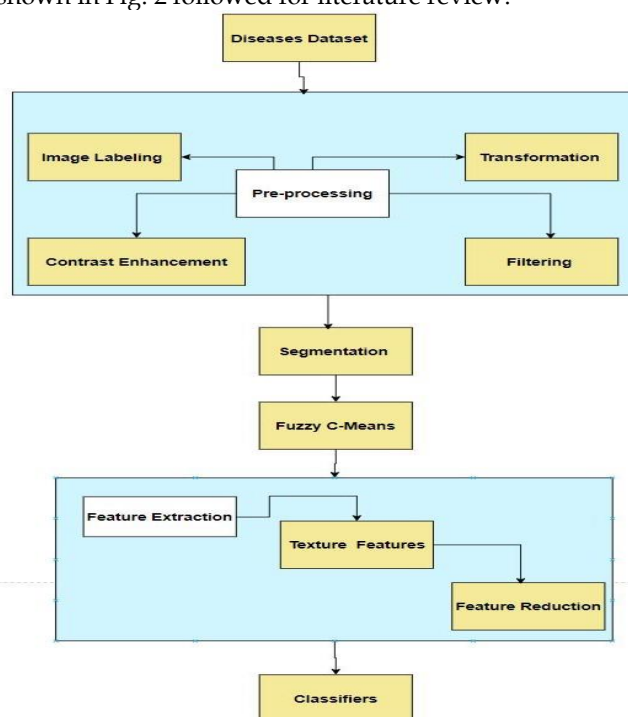 shown in Fig. 2 followed for literature review.
Diseases Dataset
Image Labeling
Transformation
Pre-processing
Contrast Enhancement
Filtering
Segmentation
Fuzzy C-Means
Feature Extraction
Texture Features
Feature Reduction
Classifiers